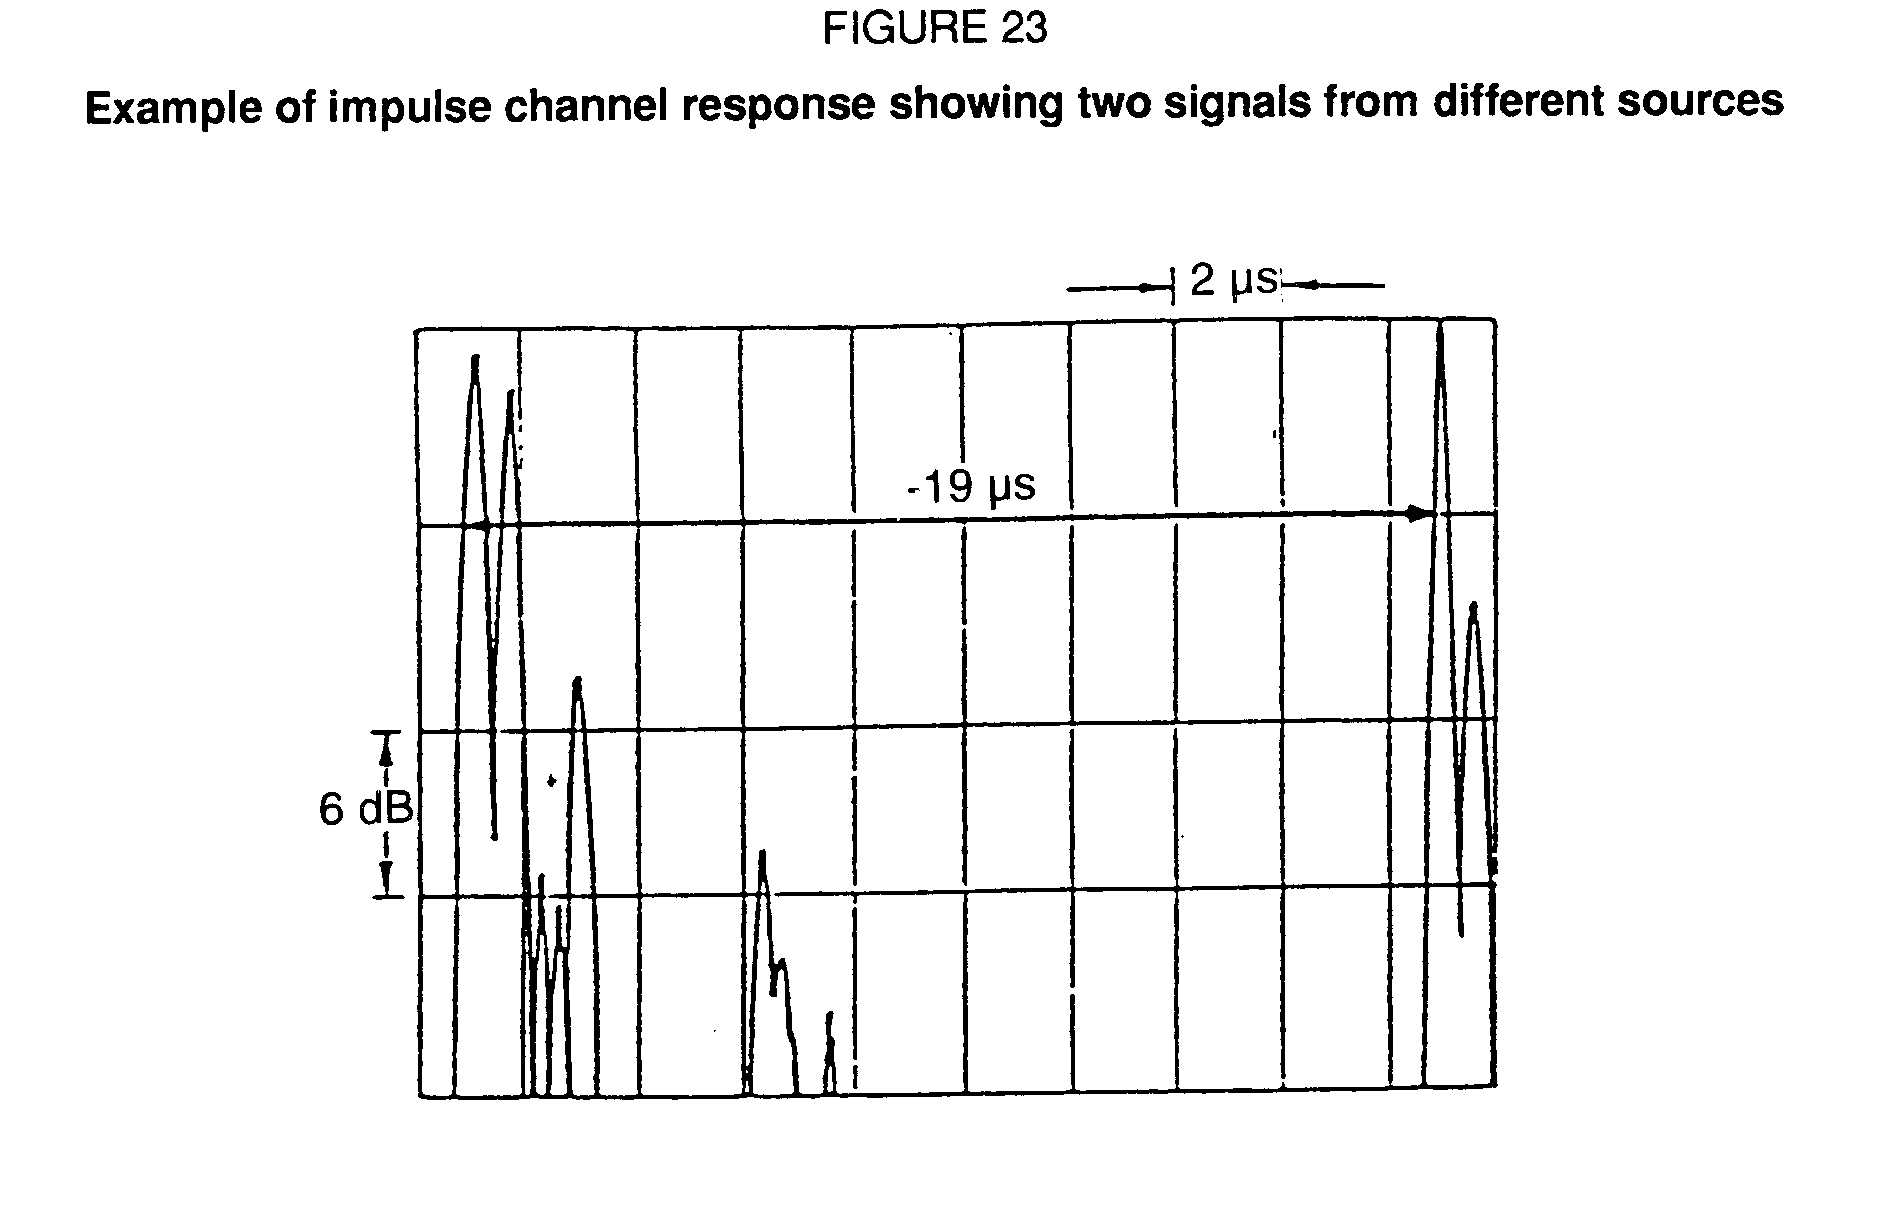 FIGURE 23
Example of impulse channel response showing two signals from different sources
2 µs
-19 µs
6 dB